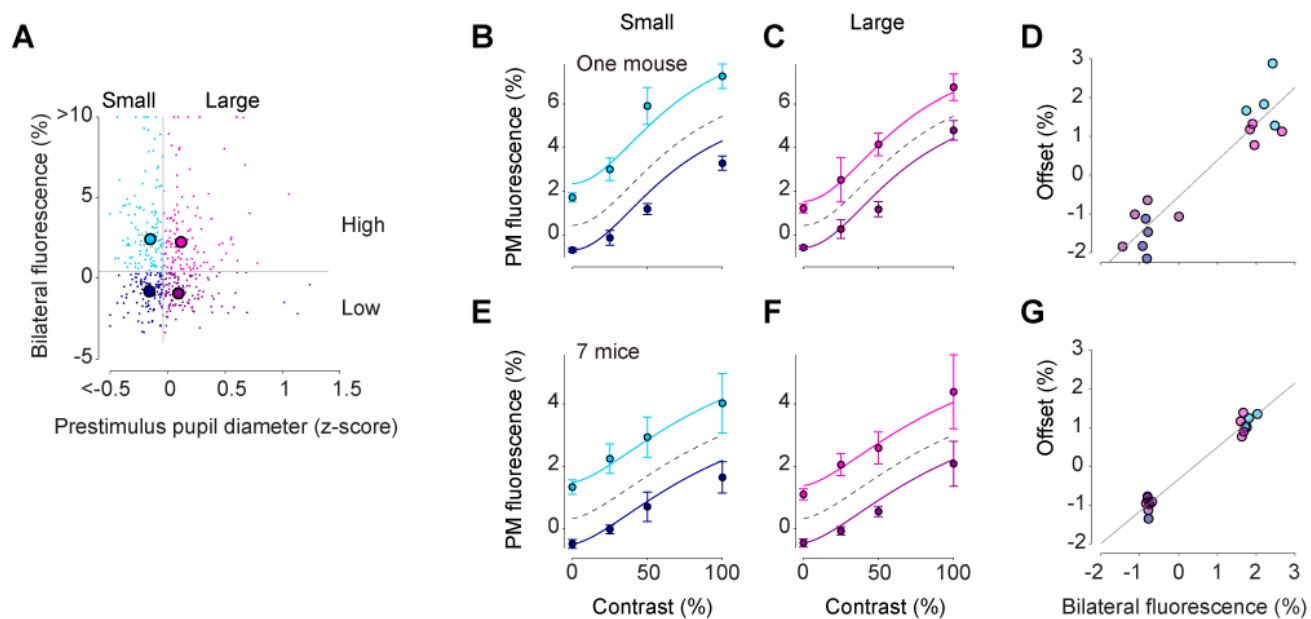 A
Small
Large
Bilateral fluorescence (%)
>10
5
0
-5
High
Low
<-0.5
0
0.5
1
1.5
Prestimulus pupil diameter (z-score)
Small
Large
B
One mouse
PM fluorescence (%)
6
4
2
0
C
6
4
2
0
D
Offset (%)
3
2
1
0
-1
-2
E
7 mice
PM fluorescence (%)
4
2
0
0
50
100
Contrast (%)
F
4
2
0
0
50
100
Contrast (%)
G
Offset (%)
3
2
1
0
-1
-2
-2
-1
0
1
2
3
Bilateral fluorescence (%)